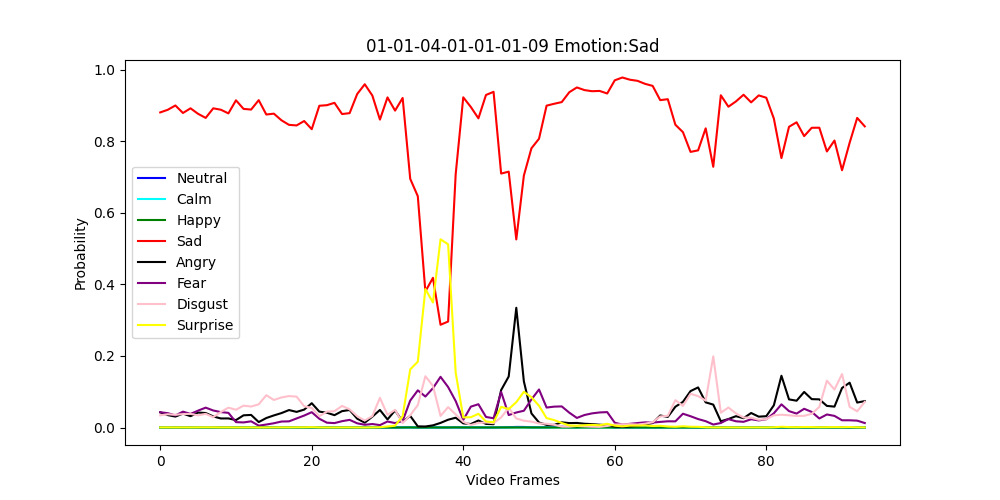 01-01-04-01-01-01-09 Emotion:Sad
1.0
0.8
0.6
0.4
0.2
0.0
Probability
Neutral
Calm
Happy
Sad
Angry
Fear
Disgust
Surprise
0 20 40 60 80
Video Frames